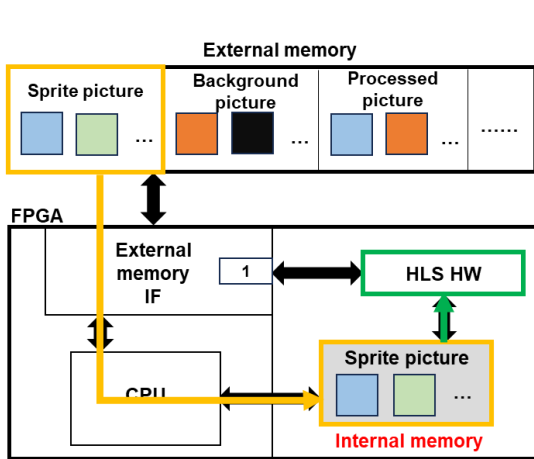 External memory
Sprite picture
...
Background
picture
...
Processed
picture
...
......
FPGA
External
memory
IF
1
HLS HW
CPU
Sprite picture
...
Internal memory